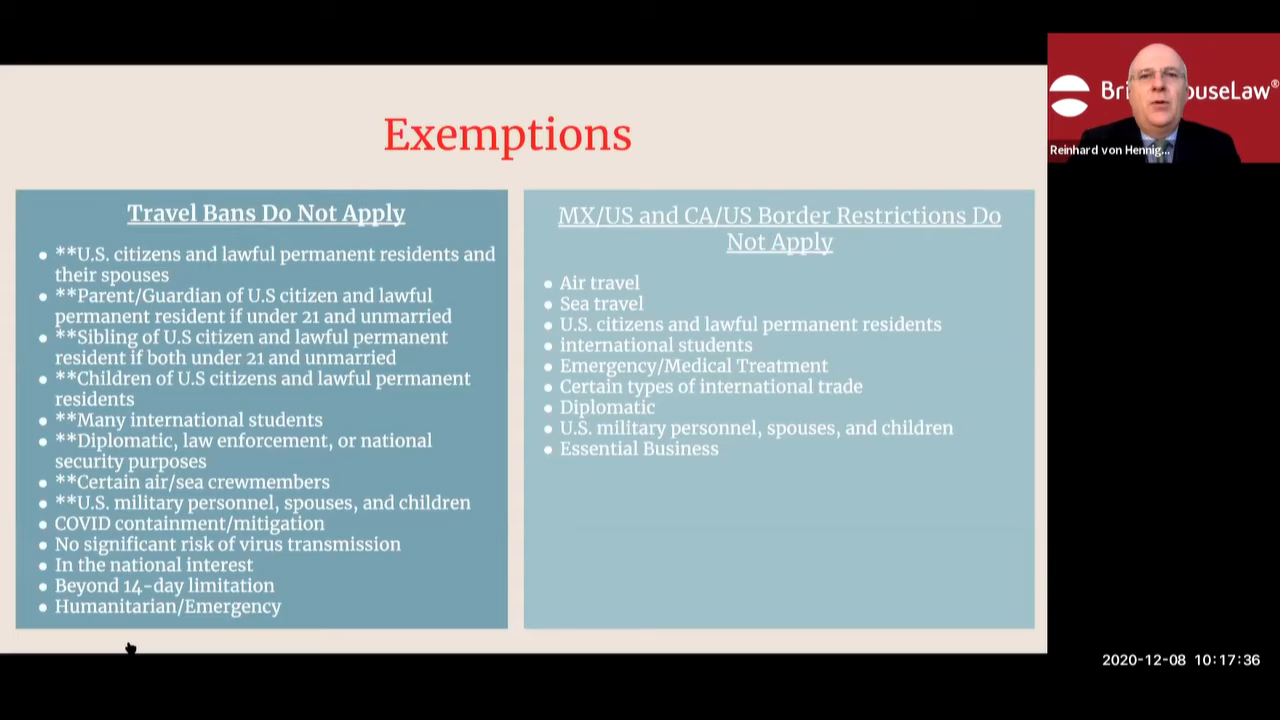 Exemptions
Travel Bans Do Not Apply
**U.S. citizens and lawful permanent residents and
their spouses
**Parent/Guardian of U.S citizen and lawful
permanent resident if under 21 and unmarried
**Sibling of U.S citizen and lawful permanent
resident if both under 21 and unmarried
**Children of U.S citizens and lawful permanent
residents
**Many international students
**Diplomatic, law enforcement, or national
security purposes
**Certain air/sea crewmembers
**U.S. military personnel, spouses, and children
COVID containment/mitigation
No significant risk of virus transmission
In the national interest
Beyond 14-day limitation
Humanitarian/Emergency
MX/US and CA/US Border Restrictions Do
Not Apply
Air travel
Sea travel
U.S. citizens and lawful permanent residents
international students
Emergency/Medical Treatment
Certain types of international trade
Diplomatic
U.S. military personnel, spouses, and children
Essential Business
Reinhard von Hennig...
2020-12-08 10:17:36